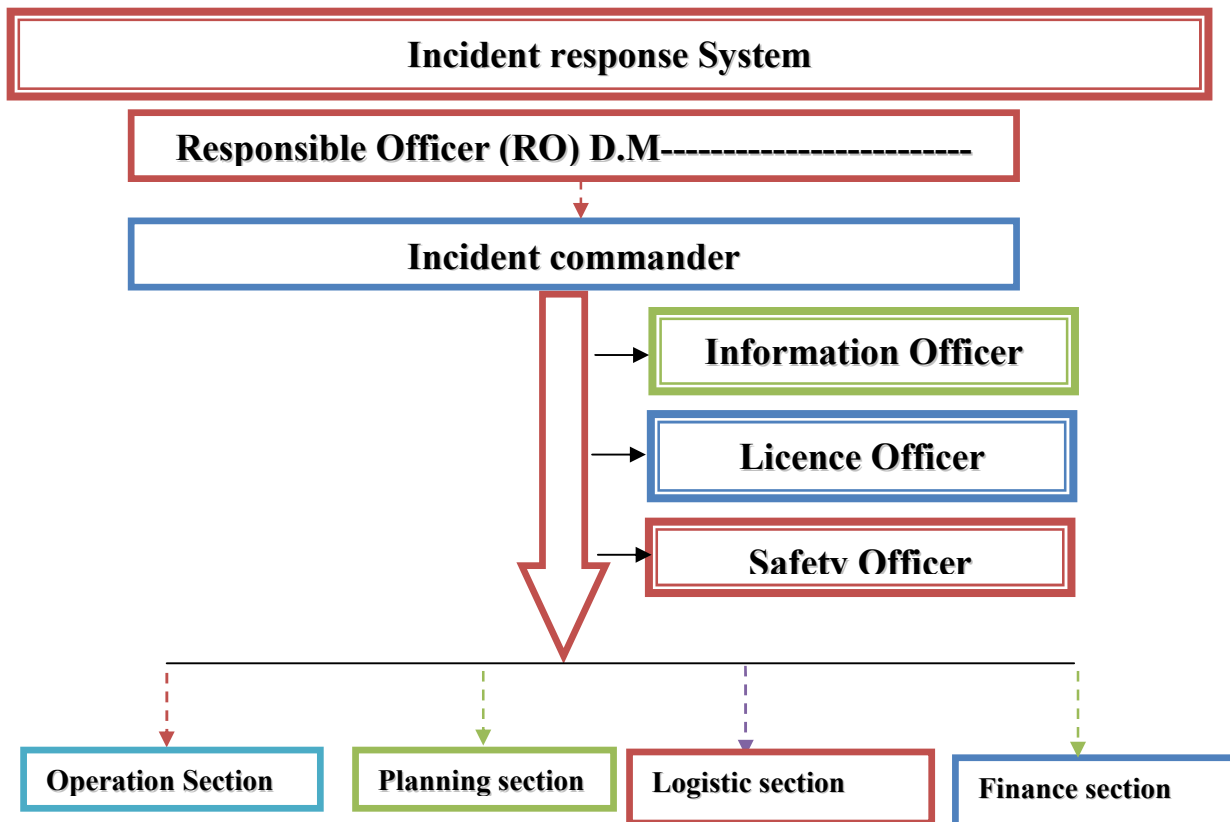 Incident response System
Responsible Officer (RO) D.M-------------------------
Incident commander
Information Officer
Licence Officer
Safety Officer
Operation Section
Planning section
Logistic section
Finance section